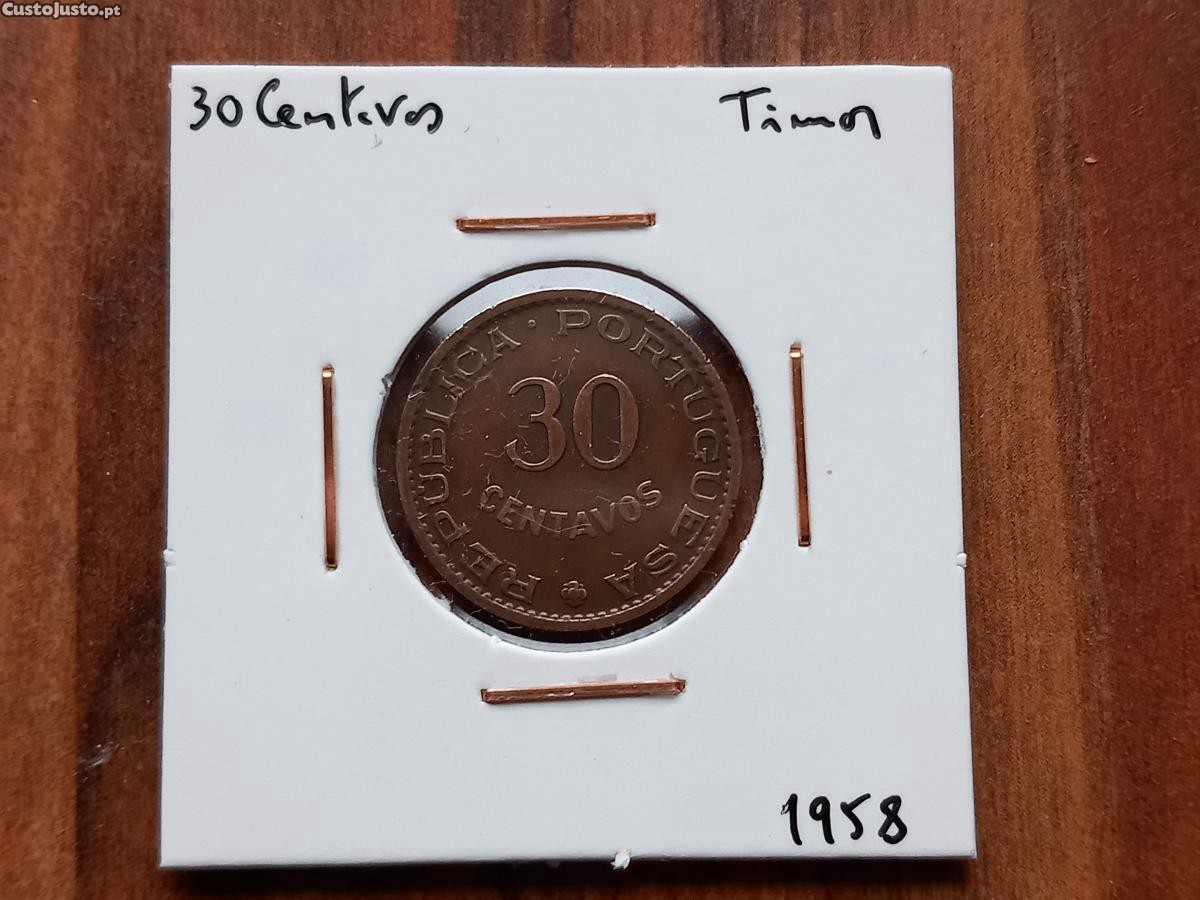 CustoJusto.pt
30 Centavos
Timor
REPUBLICA · PORTUGUESA
30
CENTAVOS
1958